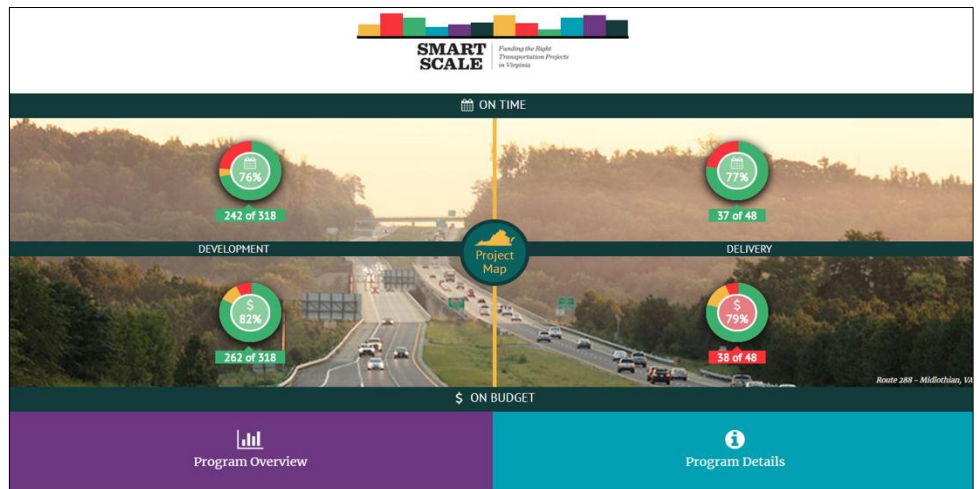 SMART
SCALE
Funding the Right
Transportation Projects
in Virginia
ON TIME
76%
242 of 318
77%
37 of 48
DEVELOPMENT
Project
Map
DELIVERY
$
82%
262 of 318
$
79%
38 of 48
Route 288 – Midlothian, VA
$ ON BUDGET
Program Overview
Program Details